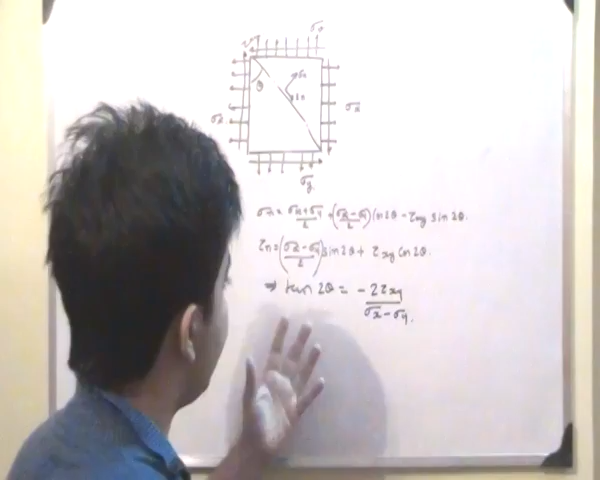 σy
θ
σn
τn
σx
σx
σy
σn = σx+σy/2 + (σx-σy/2) Cos 2θ - τxy sin 2θ.
τn = (σx-σy/2) sin 2θ + τxy Cos 2θ.
⇒ tan 2θ = -2τxy/σx-σy.